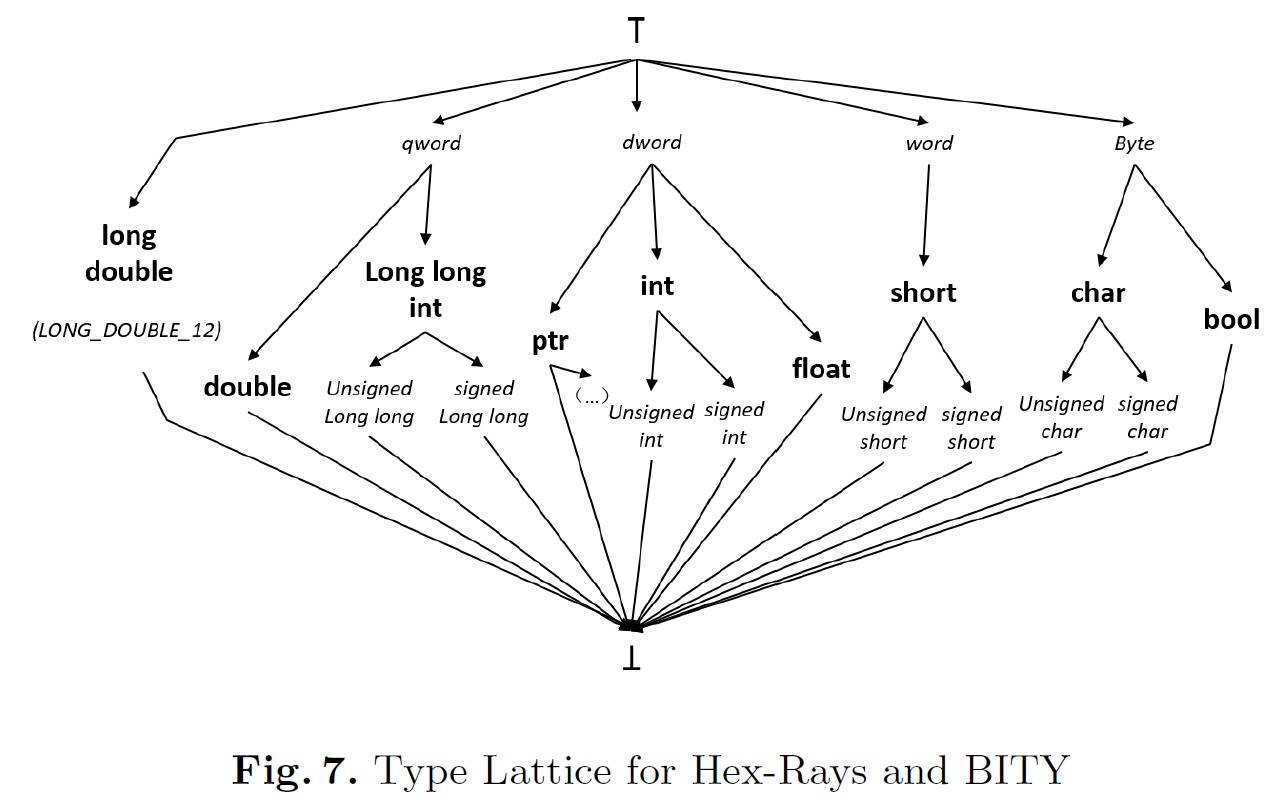 ⊤
qword
dword
word
Byte
long
double
(LONG_DOUBLE_12)
Long long
int
int
short
char
bool
ptr
float
double
Unsigned
Long long
signed
Long long
(...)
Unsigned
int
signed
int
Unsigned
short
signed
short
Unsigned
char
signed
char
⊥
Fig. 7. Type Lattice for Hex-Rays and BITY